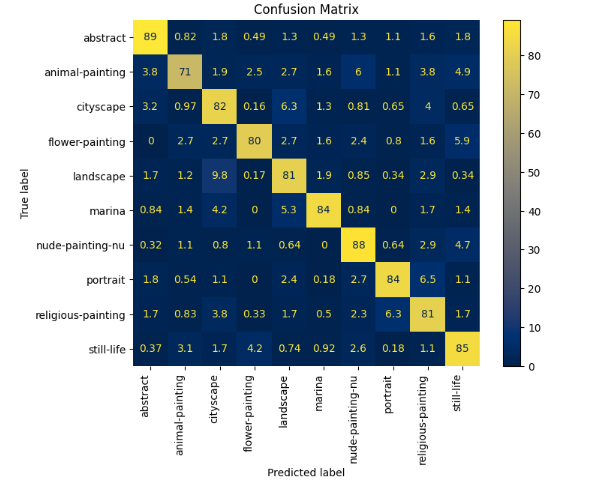 Confusion Matrix
abstract 89 0.82 1.8 0.49 1.3 0.49 1.3 1.1 1.6 1.8
animal-painting 3.8 71 1.9 2.5 2.7 1.6 6 1.1 3.8 4.9
cityscape 3.2 0.97 82 0.16 6.3 1.3 0.81 0.65 4 0.65
flower-painting 0 2.7 2.7 80 2.7 1.6 2.4 0.8 1.6 5.9
landscape 1.7 1.2 9.8 0.17 81 1.9 0.85 0.34 2.9 0.34
marina 0.84 1.4 4.2 0 5.3 84 0.84 0 1.7 1.4
nude-painting-nu 0.32 1.1 0.8 1.1 0.64 0 88 0.64 2.9 4.7
portrait 1.8 0.54 1.1 0 2.4 0.18 2.7 84 6.5 1.1
religious-painting 1.7 0.83 3.8 0.33 1.7 0.5 2.3 6.3 81 1.7
still-life 0.37 3.1 1.7 4.2 0.74 0.92 2.6 0.18 1.1 85
True label
abstract
animal-painting
cityscape
flower-painting
landscape
marina
nude-painting-nu
portrait
religious-painting
still-life
Predicted label
80
70
60
50
40
30
20
10
0